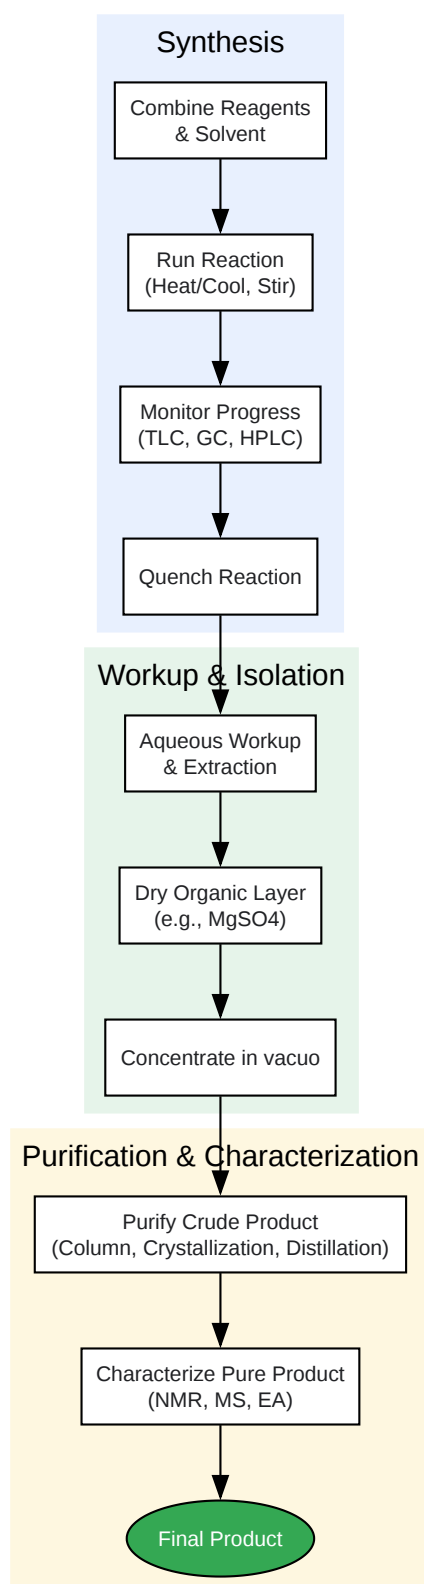 Synthesis
Combine Reagents
& Solvent
Run Reaction
(Heat/Cool, Stir)
Monitor Progress
(TLC, GC, HPLC)
Quench Reaction
Workup & Isolation
Aqueous Workup
& Extraction
Dry Organic Layer
(e.g., MgSO4)
Concentrate in vacuo
Purification & Characterization
Purify Crude Product
(Column, Crystallization, Distillation)
Characterize Pure Product
(NMR, MS, EA)
Final Product